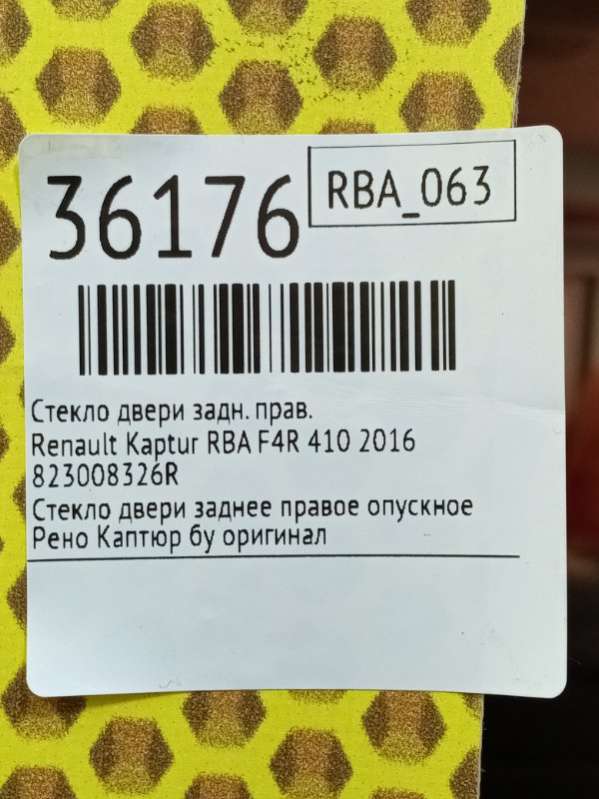 36176
RBA_063
Стекло двери задн. прав.
Renault Kaptur RBA F4R 410 2016
823008326R
Стекло двери заднее правое опускное
Рено Каптюр бу оригинал